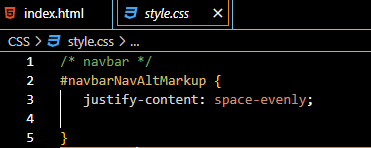 index.html style.css ×
CSS > style.css > ...
1 /* navbar */
2 #navbarNavAltMarkup {
3 justify-content: space-evenly;
4
5 }